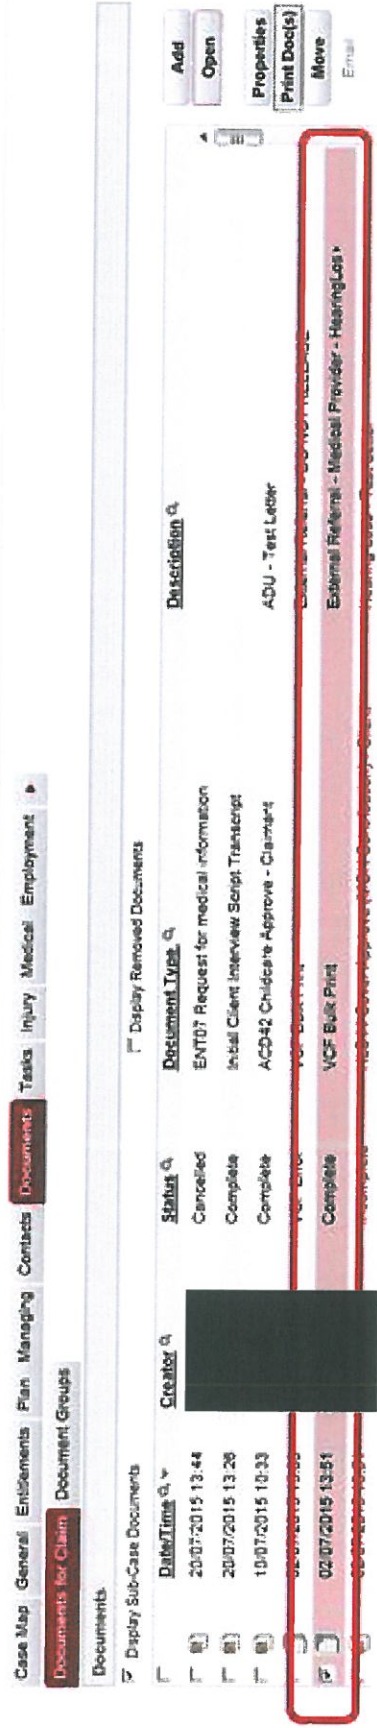 Case Map General Entitlements Plan Managing Contacts Documents Tasks Injury Medical Employment
Documents for Claim Document Groups
Documents
Display Sub-Case Documents Display Removed Documents
Date/Time Creator Status Document Type Description
20/07/2015 13:44 Cancelled ENT07 Request for medical information
20/07/2015 13:26 Complete Initial Client Interview Script Transcript
10/07/2015 10:33 Complete ACD42 Childcare Approve - Claimant ADU - Test Letter
02/07/2015 13:51 Complete VCF Bulk Print External Referral - Medical Provider - HearingLos
Add
Open
Properties
Print Doc(s)
Move
Email